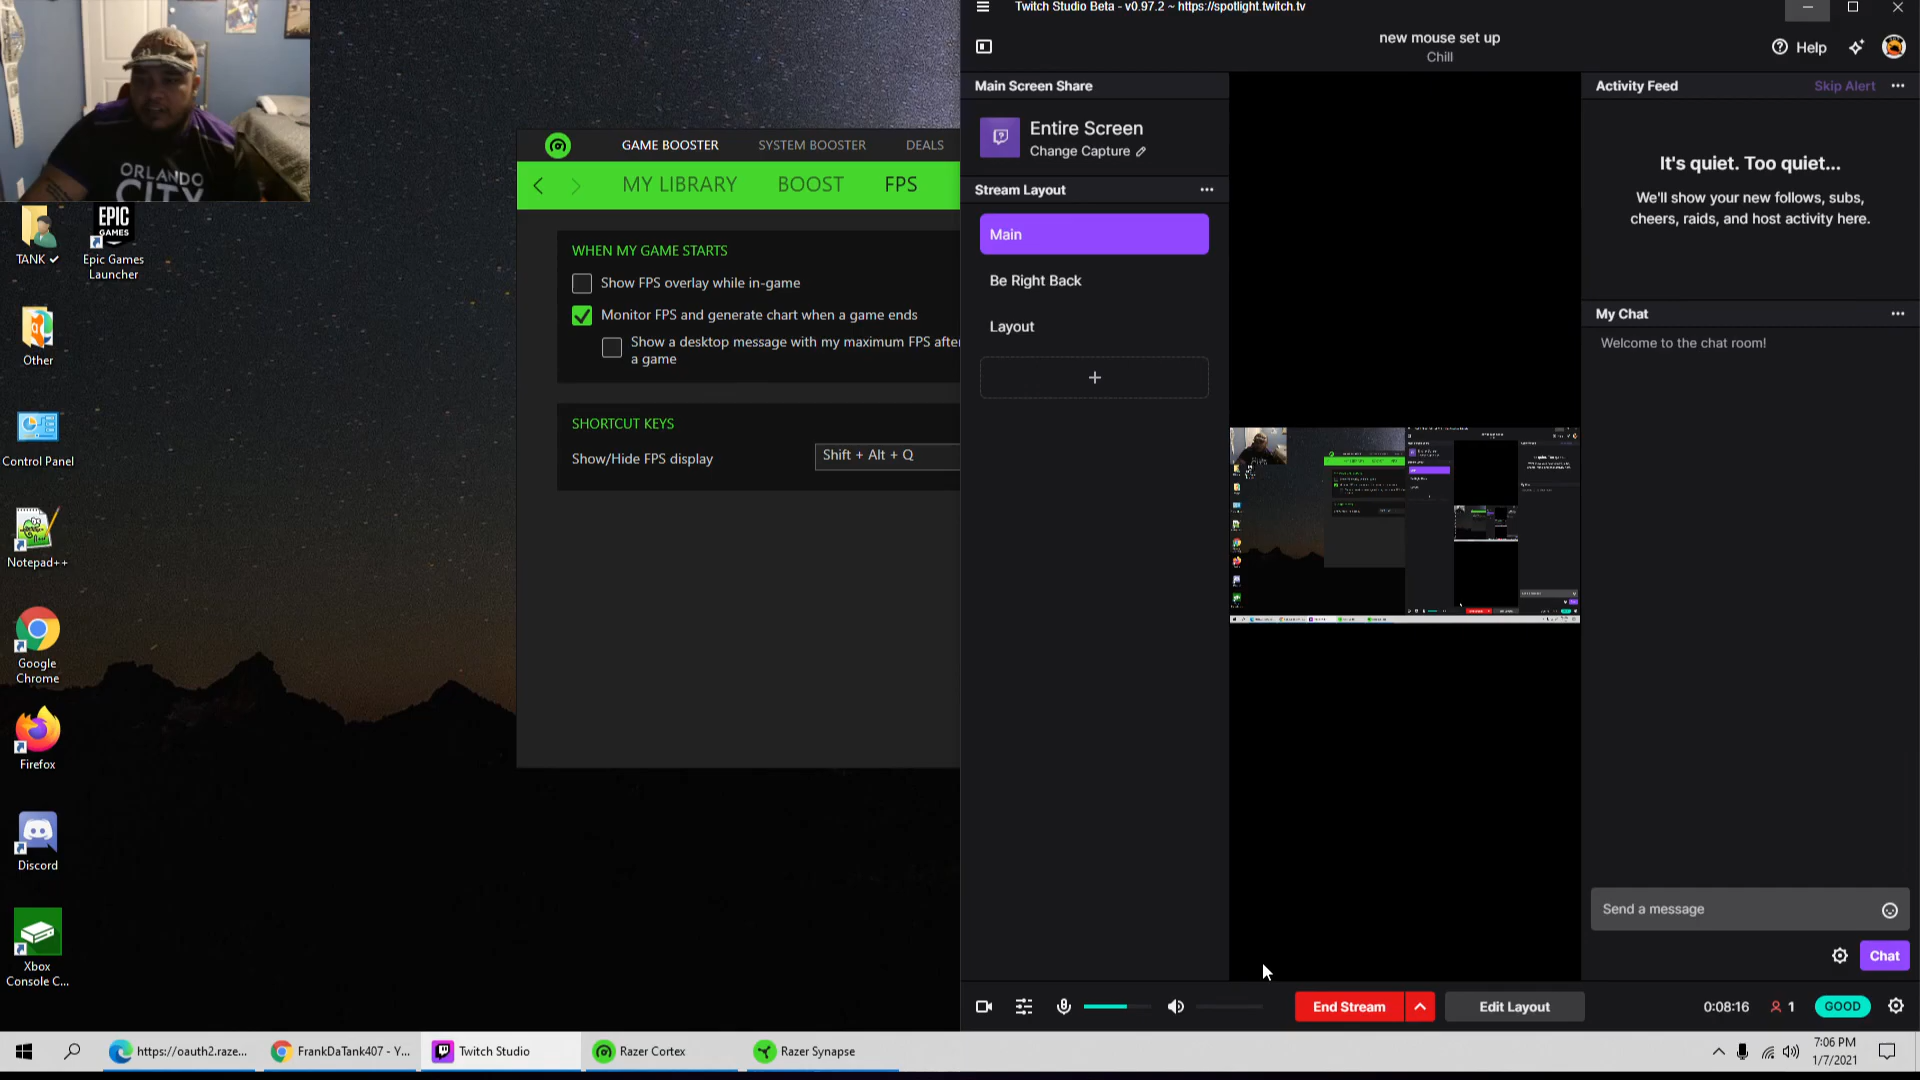 Twitch Studio Beta - v0.97.2 ~ https://spotlight.twitch.tv
new mouse set up
Chill
Help
ORLANDO
CITY
TANK ✓
EPIC
GAMES
Epic Games
Launcher
Other
Control Panel
Notepad++
Google
Chrome
Firefox
Discord
Xbox
Console C...
GAME BOOSTER
SYSTEM BOOSTER
DEALS
MY LIBRARY
BOOST
FPS
WHEN MY GAME STARTS
Show FPS overlay while in-game
Monitor FPS and generate chart when a game ends
Show a desktop message with my maximum FPS after
a game
SHORTCUT KEYS
Show/Hide FPS display
Shift + Alt + Q
Main Screen Share
Entire Screen
Change Capture
Stream Layout
Main
Be Right Back
Layout
+
Activity Feed
Skip Alert
It's quiet. Too quiet...
We'll show your new follows, subs,
cheers, raids, and host activity here.
My Chat
Welcome to the chat room!
Send a message
Chat
End Stream
Edit Layout
0:08:16
1
GOOD
https://oauth2.raze...
FrankDaTank407 - Y...
Twitch Studio
Razer Cortex
Razer Synapse
7:06 PM
1/7/2021